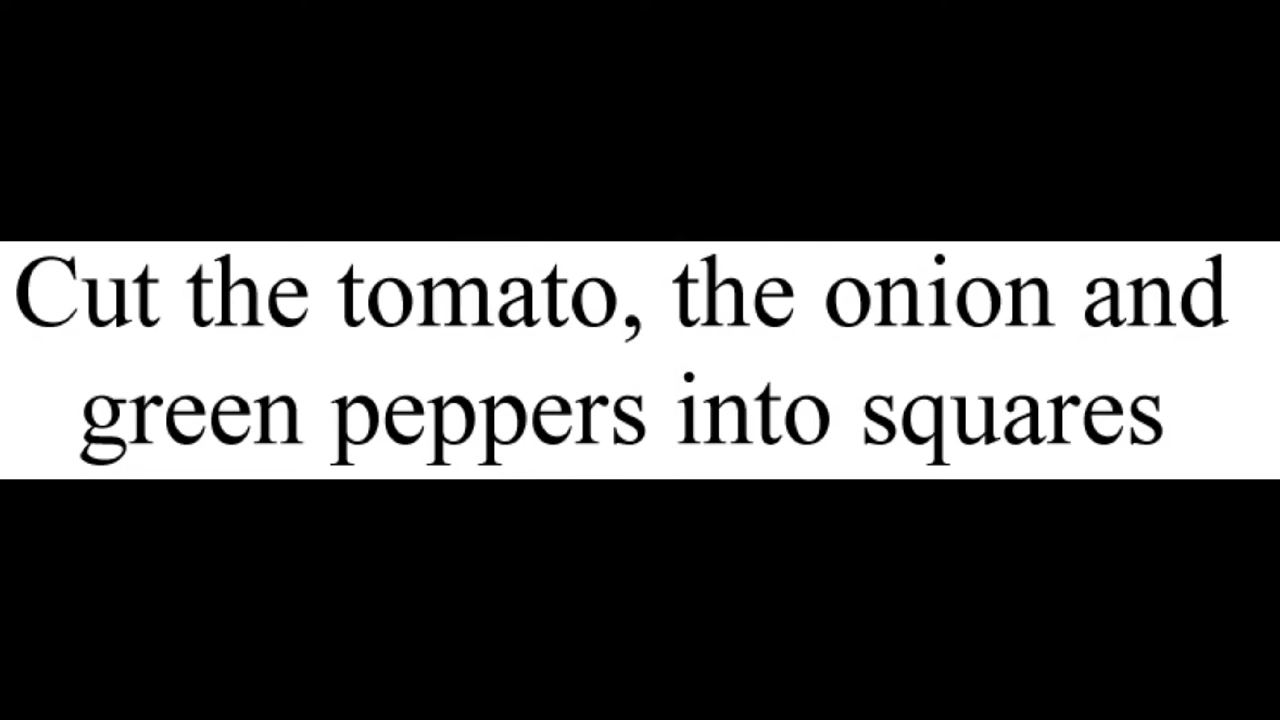 Cut the tomato, the onion and
green peppers into squares